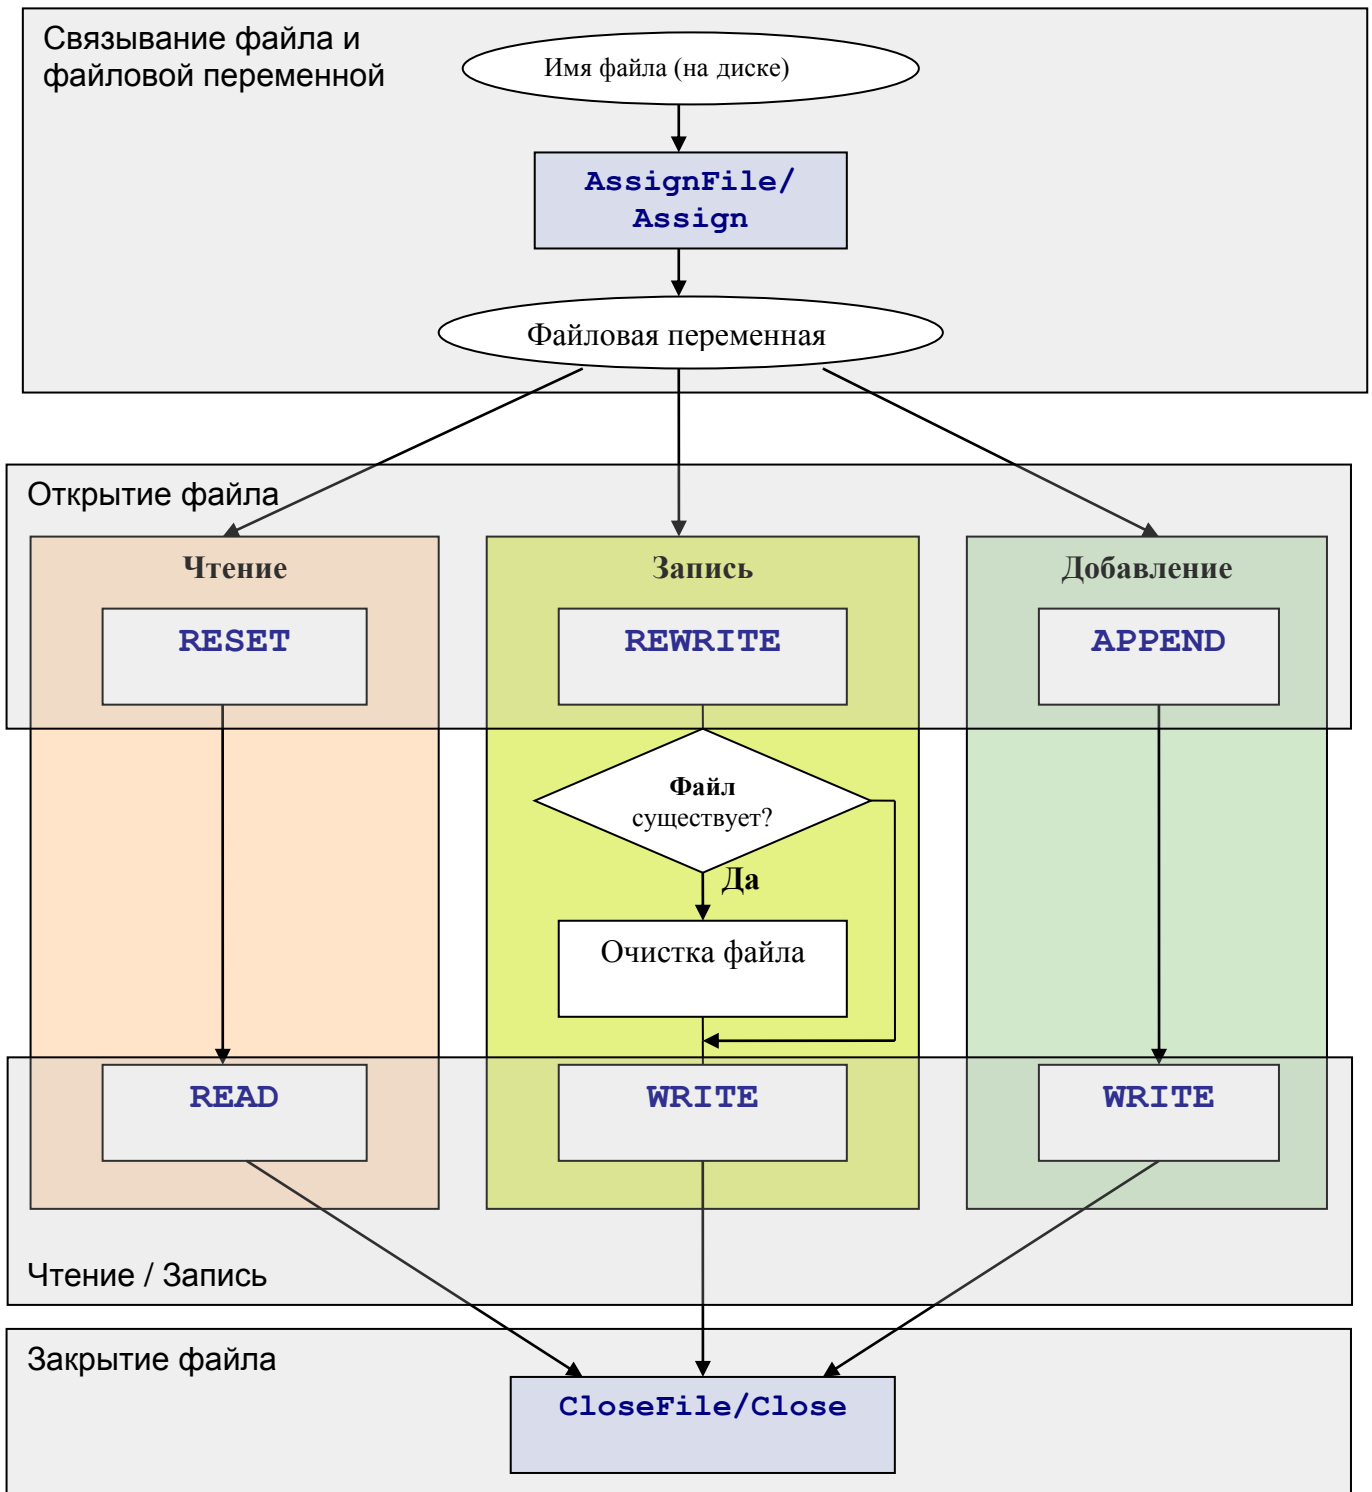 Связывание файла и
файловой переменной
Имя файла (на диске)
AssignFile/
Assign
Файловая переменная
Открытие файла
Чтение
Запись
Добавление
RESET
REWRITE
APPEND
Файл
существует?
Да
Очистка файла
READ
WRITE
WRITE
Чтение / Запись
Закрытие файла
CloseFile/Close